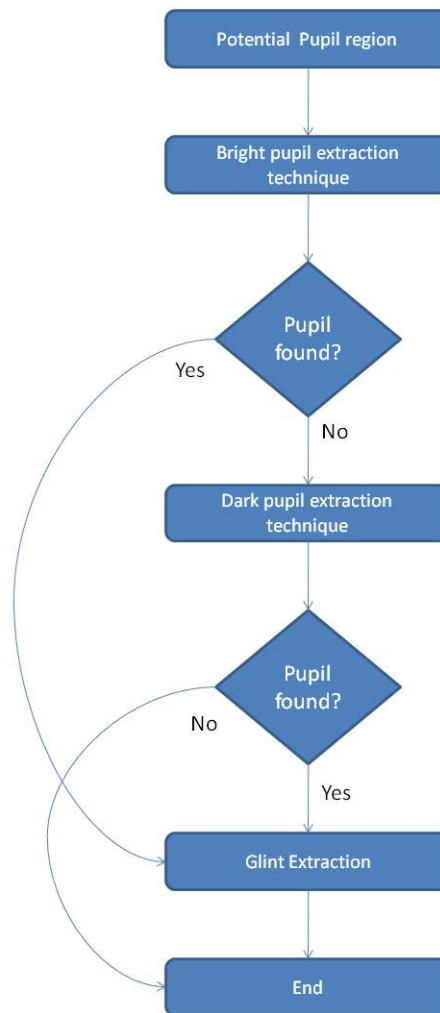 Potential  Pupil region
Bright pupil extraction
technique
Pupil
found?
Yes
No
Dark pupil extraction
technique
Pupil
found?
No
Yes
Glint Extraction
End